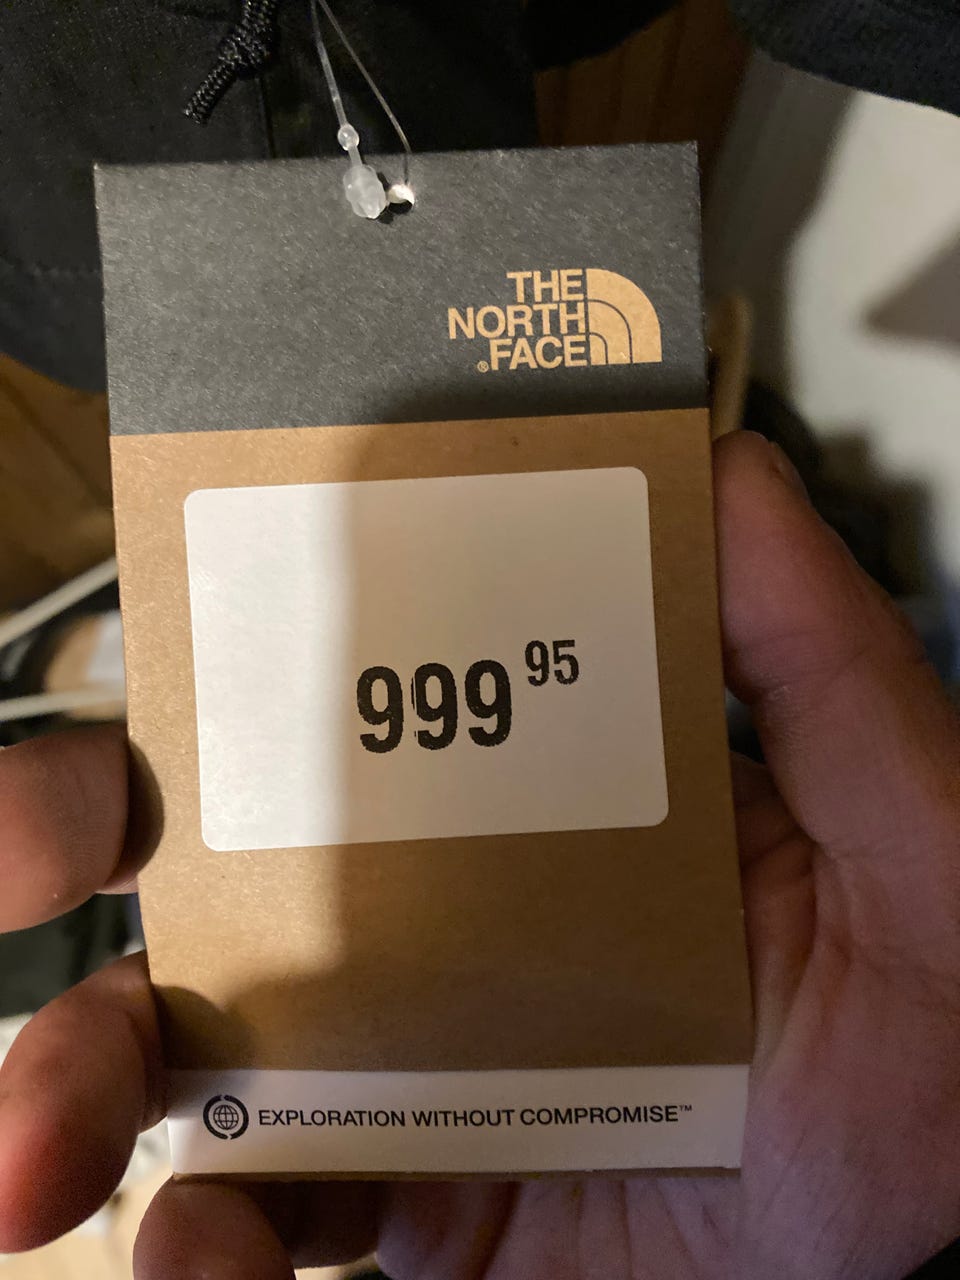 THE
NORTH
FACE
®
999 95
EXPLORATION WITHOUT COMPROMISE™